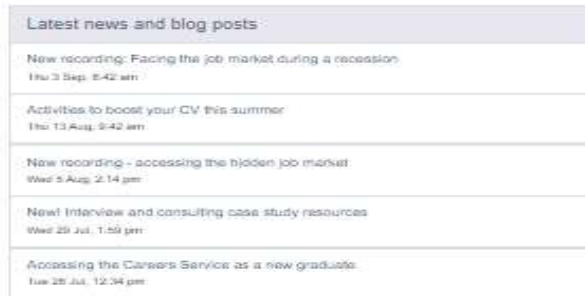 Latest news and blog posts
New recording: Facing the job market during a recession
Thu 3 Sep, 8:42 am
Activities to boost your CV this summer
Thu 13 Aug, 9:42 am
New recording - accessing the hidden job market
Wed 5 Aug, 2:14 pm
New! Interview and consulting case study resources
Wed 29 Jul, 1:59 pm
Accessing the Careers Service as a new graduate
Tue 28 Jul, 12:34 pm